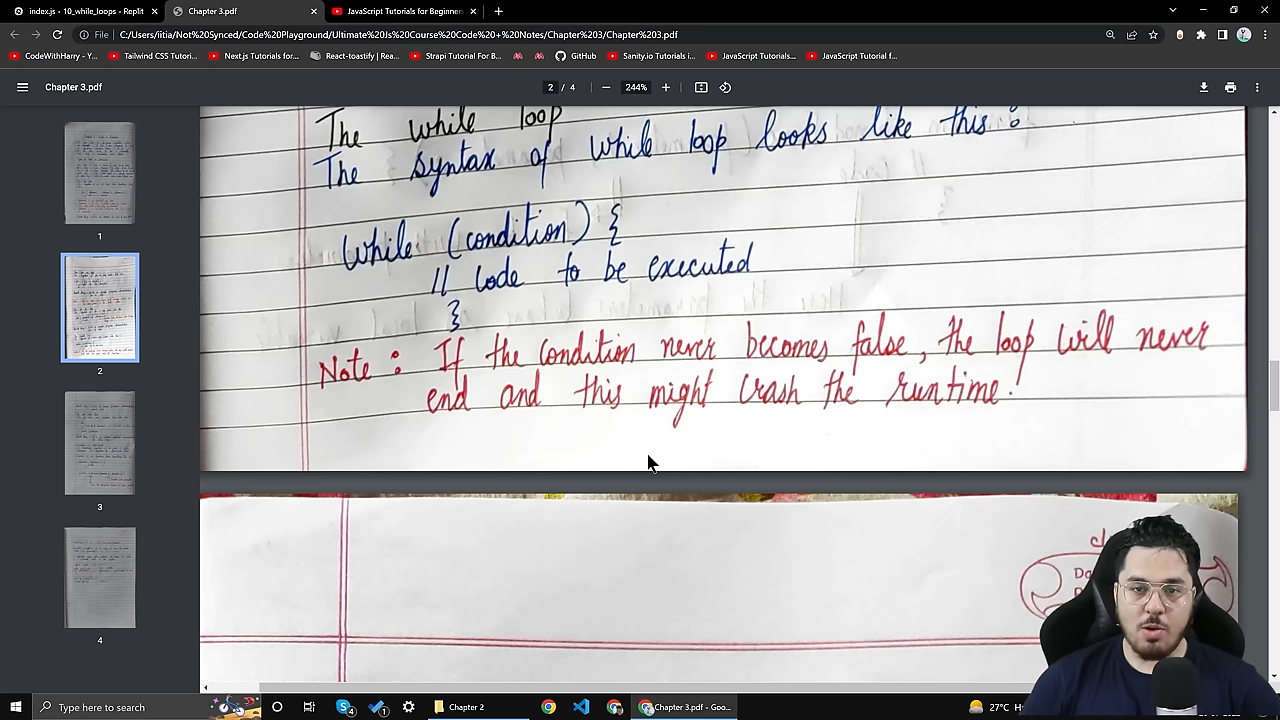 index.js - 10_while_loops - Replit
Chapter 3.pdf
JavaScript Tutorials for Beginner
File
C:/Users/iitia/Not%20Synced/Code%20Playground/Ultimate%20Js%20Course%20Code%20+%20Notes/Chapter%203/Chapter%203.pdf
CodeWithHarry - Y...
Tailwind CSS Tutori...
Next.js Tutorials for...
React-toastify | Rea...
Strapi Tutorial For B...
GitHub
Sanity.io Tutorials i...
JavaScript Tutorials...
JavaScript Tutorial f...
Chapter 3.pdf
2 / 4
244%
The while loop
The syntax of while loop looks like this :
While (condition) {
// Code to be executed
}
Note : If the condition never becomes false, the loop will never
end and this might crash the runtime!
1
2
3
4
Type here to search
Chapter 2
Chapter 3.pdf - Goo...
27°C